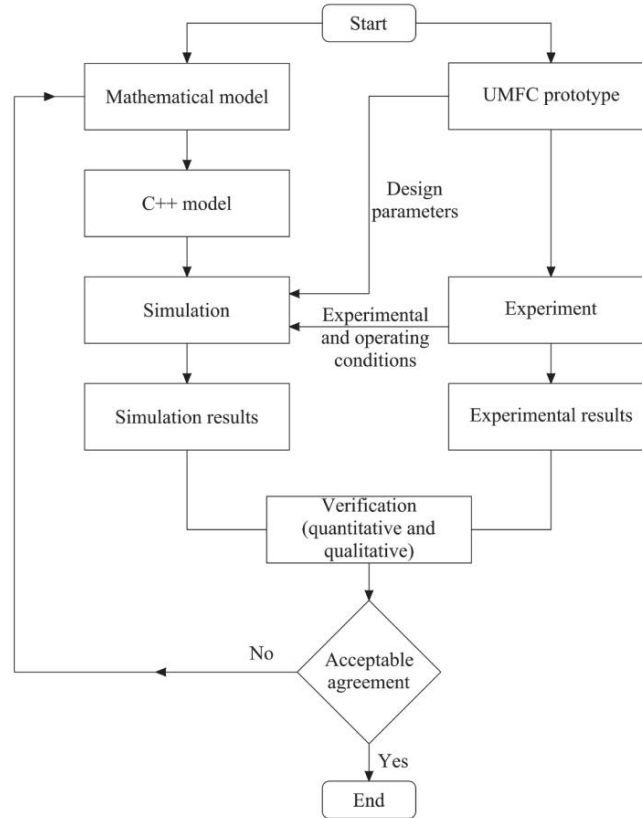 Start
Mathematical model
UMFC prototype
C++ model
Design
parameters
Simulation
Experimental
and operating
conditions
Experiment
Simulation results
Experimental results
Verification
(quantitative and
qualitative)
No
Acceptable
agreement
Yes
End